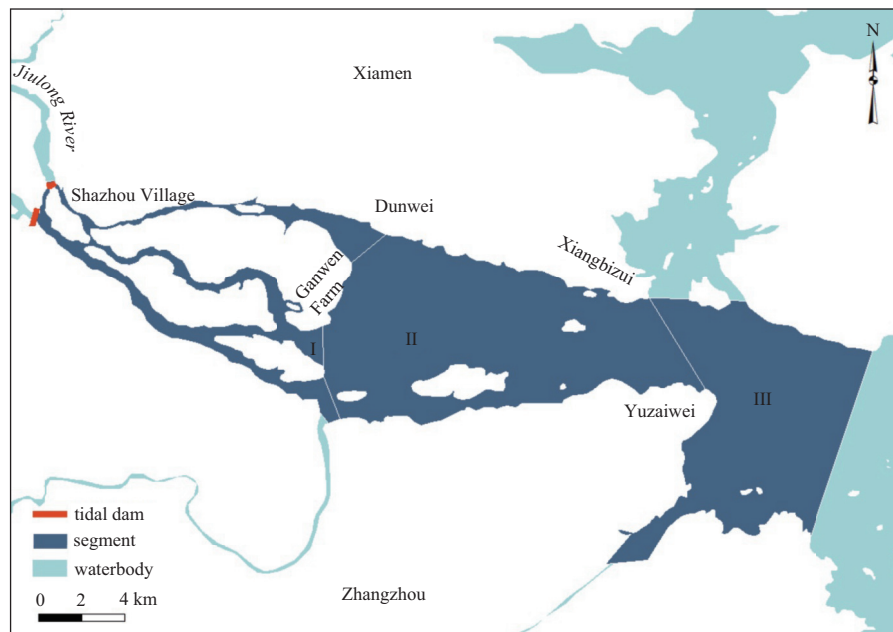 Xiamen
N
Jiulong River
Shazhou Village
Dunwei
Xiangbizui
Ganwen
Farm
I
II
III
Yuzaiwei
tidal dam
segment
waterbody
0 2 4 km
Zhangzhou